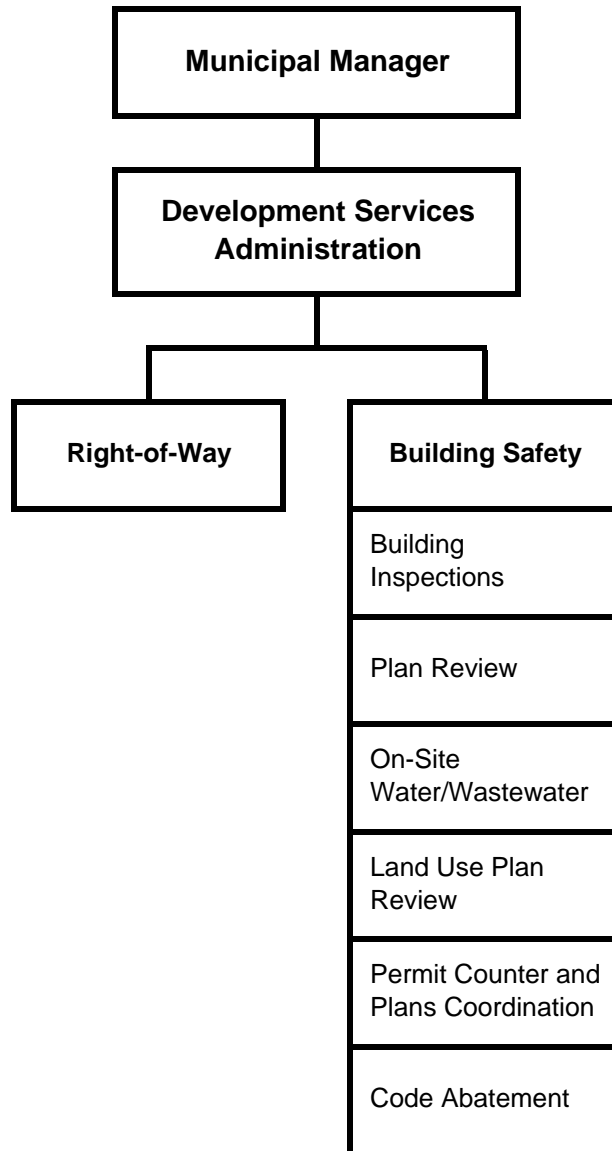 Municipal Manager
Development Services
Administration
Right-of-Way
Building Safety
Building
Inspections
Plan Review
On-Site
Water/Wastewater
Land Use Plan
Review
Permit Counter and
Plans Coordination
Code Abatement